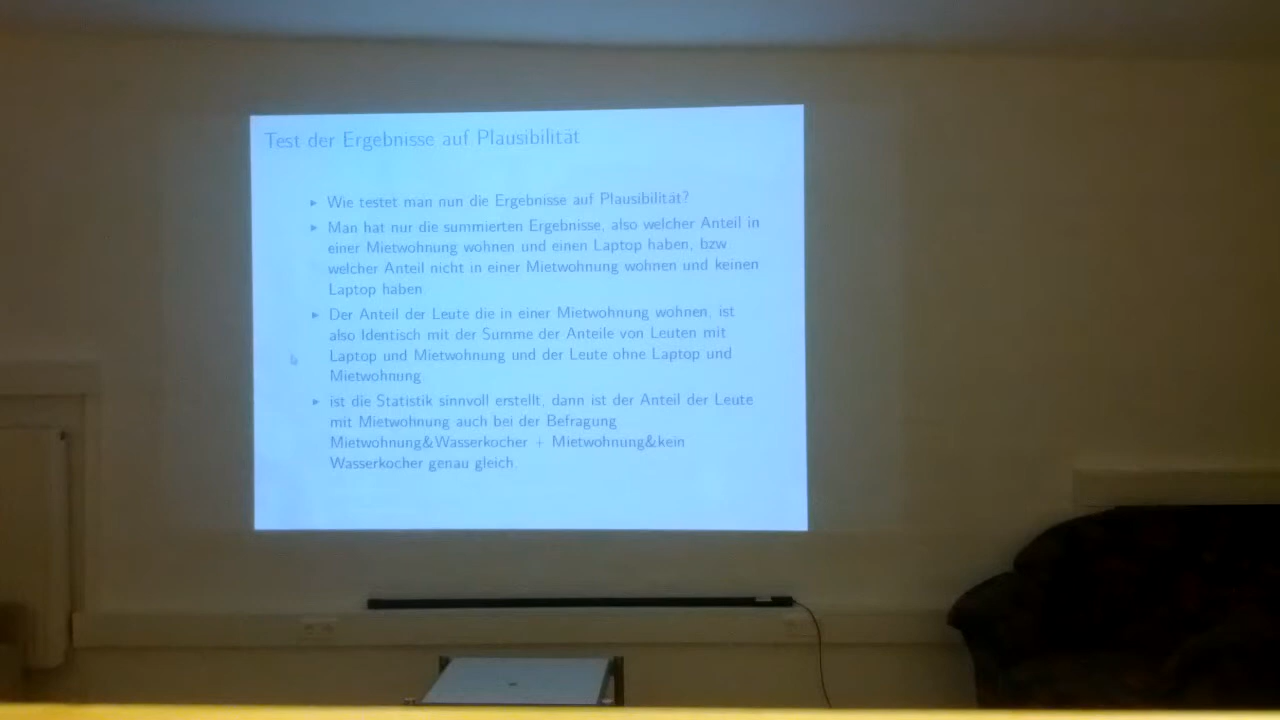 Test der Ergebnisse auf Plausibilität
Wie testet man nun die Ergebnisse auf Plausibilität?
Man hat nur die summierten Ergebnisse, also welcher Anteil in
einer Mietwohnung wohnen und einen Laptop haben, bzw
welcher Anteil nicht in einer Mietwohnung wohnen und keinen
Laptop haben.
Der Anteil der Leute die in einer Mietwohnung wohnen, ist
also Identisch mit der Summe der Anteile von Leuten mit
Laptop und Mietwohnung und der Leute ohne Laptop und
Mietwohnung.
ist die Statistik sinnvoll erstellt, dann ist der Anteil der Leute
mit Mietwohnung auch bei der Befragung
Mietwohnung&Wasserkocher + Mietwohnung&kein
Wasserkocher genau gleich.